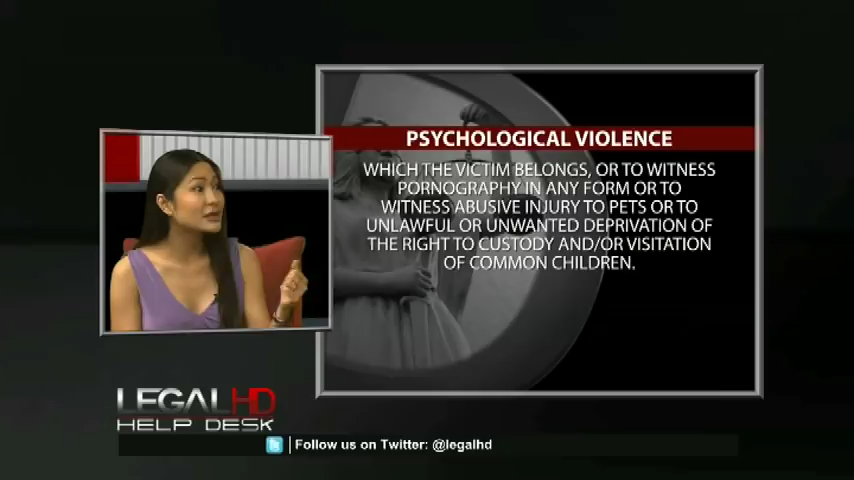 PSYCHOLOGICAL VIOLENCE
WHICH THE VICTIM BELONGS, OR TO WITNESS
PORNOGRAPHY IN ANY FORM OR TO
WITNESS ABUSIVE INJURY TO PETS OR TO
UNLAWFUL OR UNWANTED DEPRIVATION OF
THE RIGHT TO CUSTODY AND/OR VISITATION
OF COMMON CHILDREN.
LEGALHD
HELP DESK
Follow us on Twitter: @legalhd